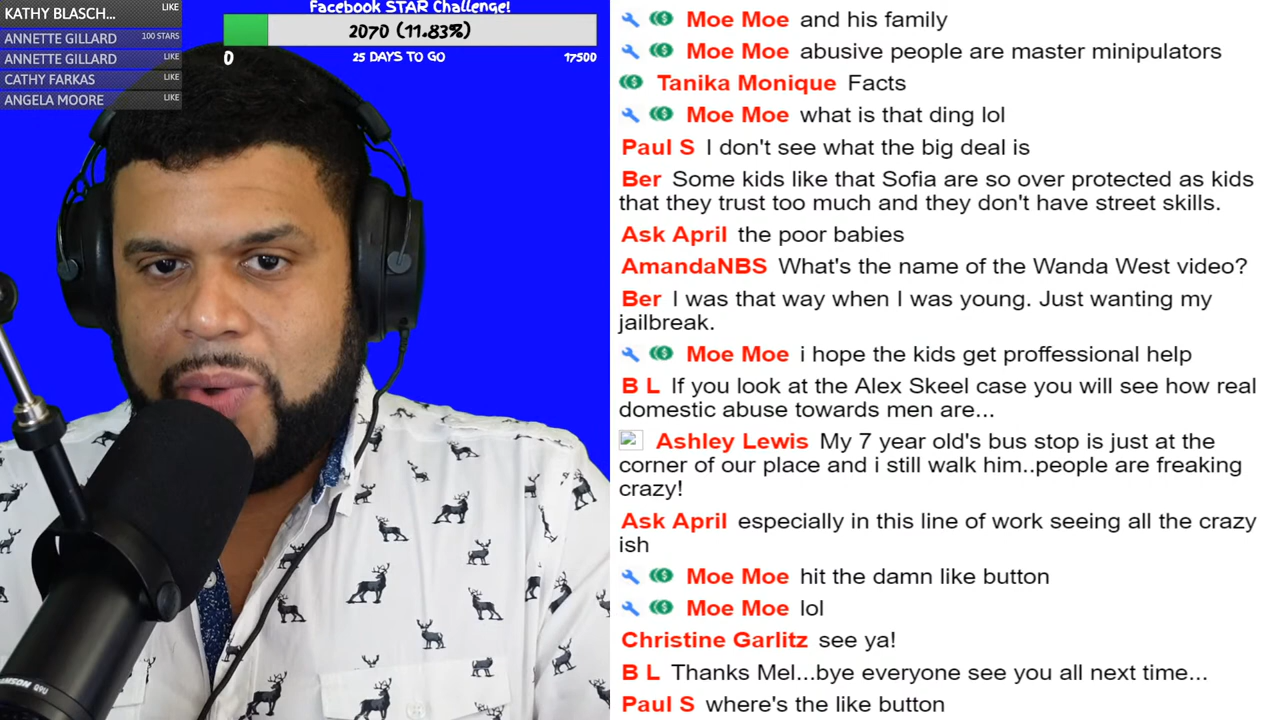 KATHY BLASCH... LIKE
ANNETTE GILLARD 100 STARS
ANNETTE GILLARD LIKE
CATHY FARKAS LIKE
ANGELA MOORE LIKE
Facebook STAR Challenge!
2070 (11.83%)
0 25 DAYS TO GO 17500
Moe Moe and his family
Moe Moe abusive people are master minipulators
Tanika Monique Facts
Moe Moe what is that ding lol
Paul S I don't see what the big deal is
Ber Some kids like that Sofia are so over protected as kids
that they trust too much and they don't have street skills.
Ask April the poor babies
AmandaNBS What's the name of the Wanda West video?
Ber I was that way when I was young. Just wanting my
jailbreak.
Moe Moe i hope the kids get proffessional help
B L If you look at the Alex Skeel case you will see how real
domestic abuse towards men are...
Ashley Lewis My 7 year old's bus stop is just at the
corner of our place and i still walk him..people are freaking
crazy!
Ask April especially in this line of work seeing all the crazy
ish
Moe Moe hit the damn like button
Moe Moe lol
Christine Garlitz see ya!
B L Thanks Mel...bye everyone see you all next time...
Paul S where's the like button